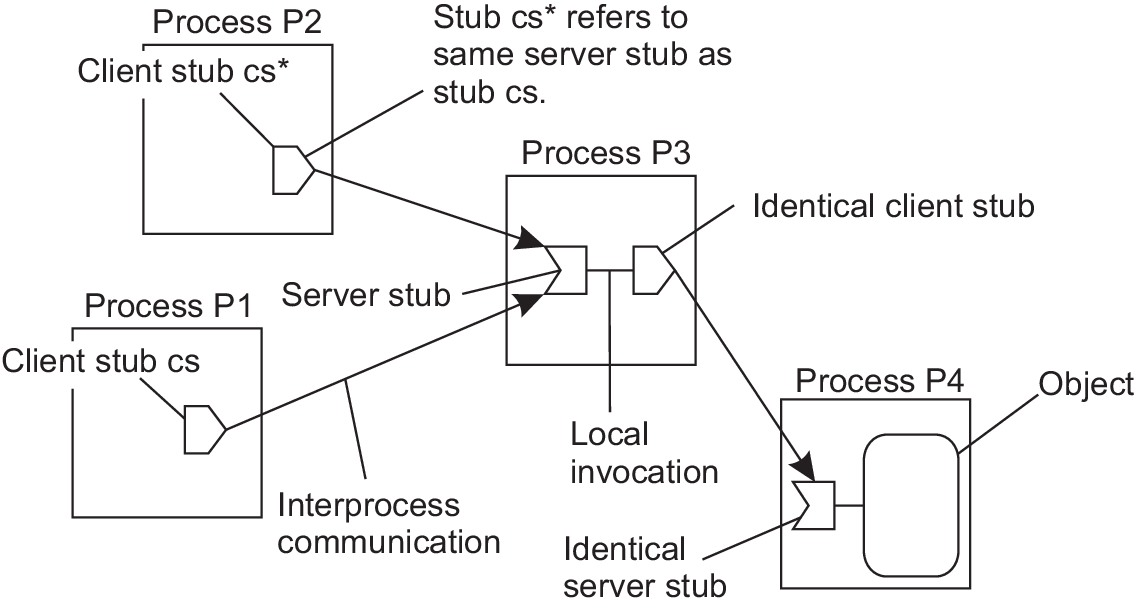 Process P2
Client stub cs*
Stub cs* refers to
same server stub as
stub cs.
Process P3
Identical client stub
Server stub
Process P1
Client stub cs
Interprocess
communication
Local
invocation
Process P4
Object
Identical
server stub